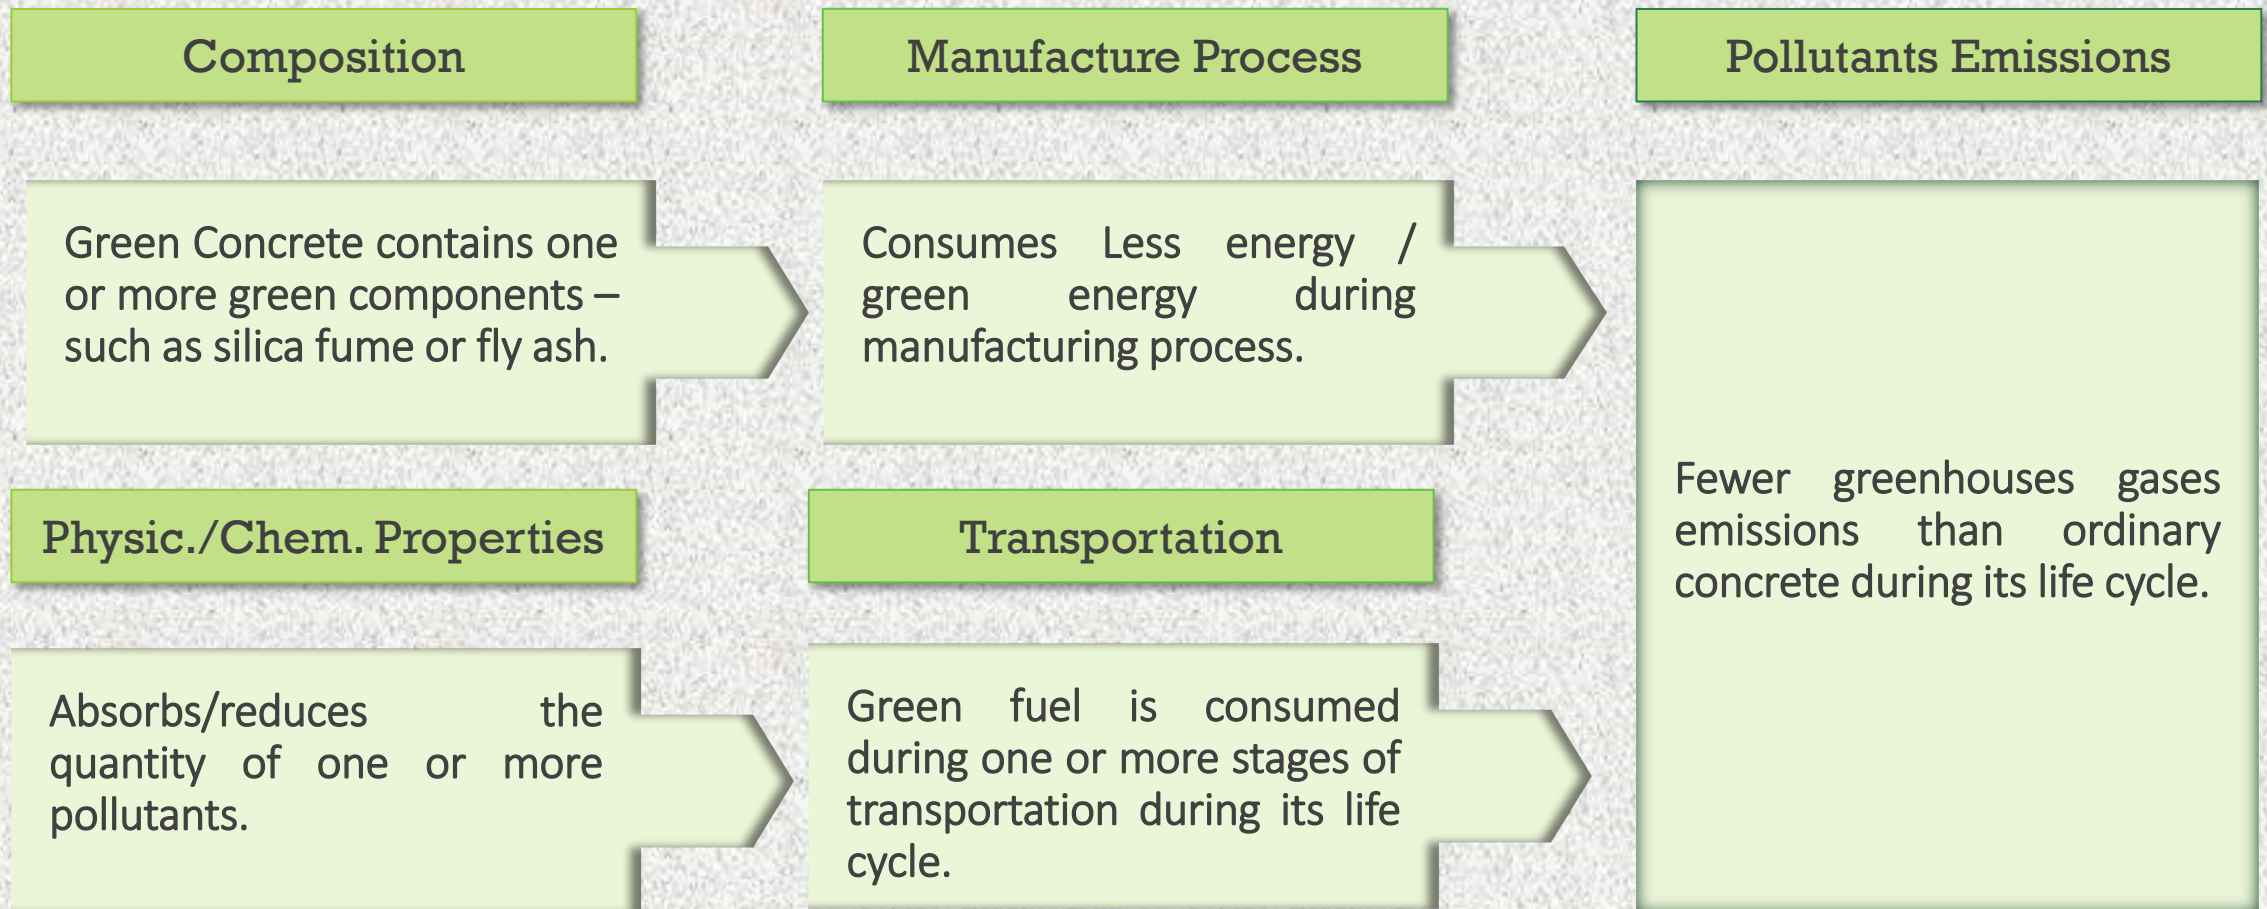 Composition
Green Concrete contains one
or more green components –
such as silica fume or fly ash.
Manufacture Process
Consumes Less energy /
green energy during
manufacturing process.
Pollutants Emissions
Fewer greenhouses gases
emissions than ordinary
concrete during its life cycle.
Physic./Chem. Properties
Absorbs/reduces the
quantity of one or more
pollutants.
Transportation
Green fuel is consumed
during one or more stages of
transportation during its life
cycle.